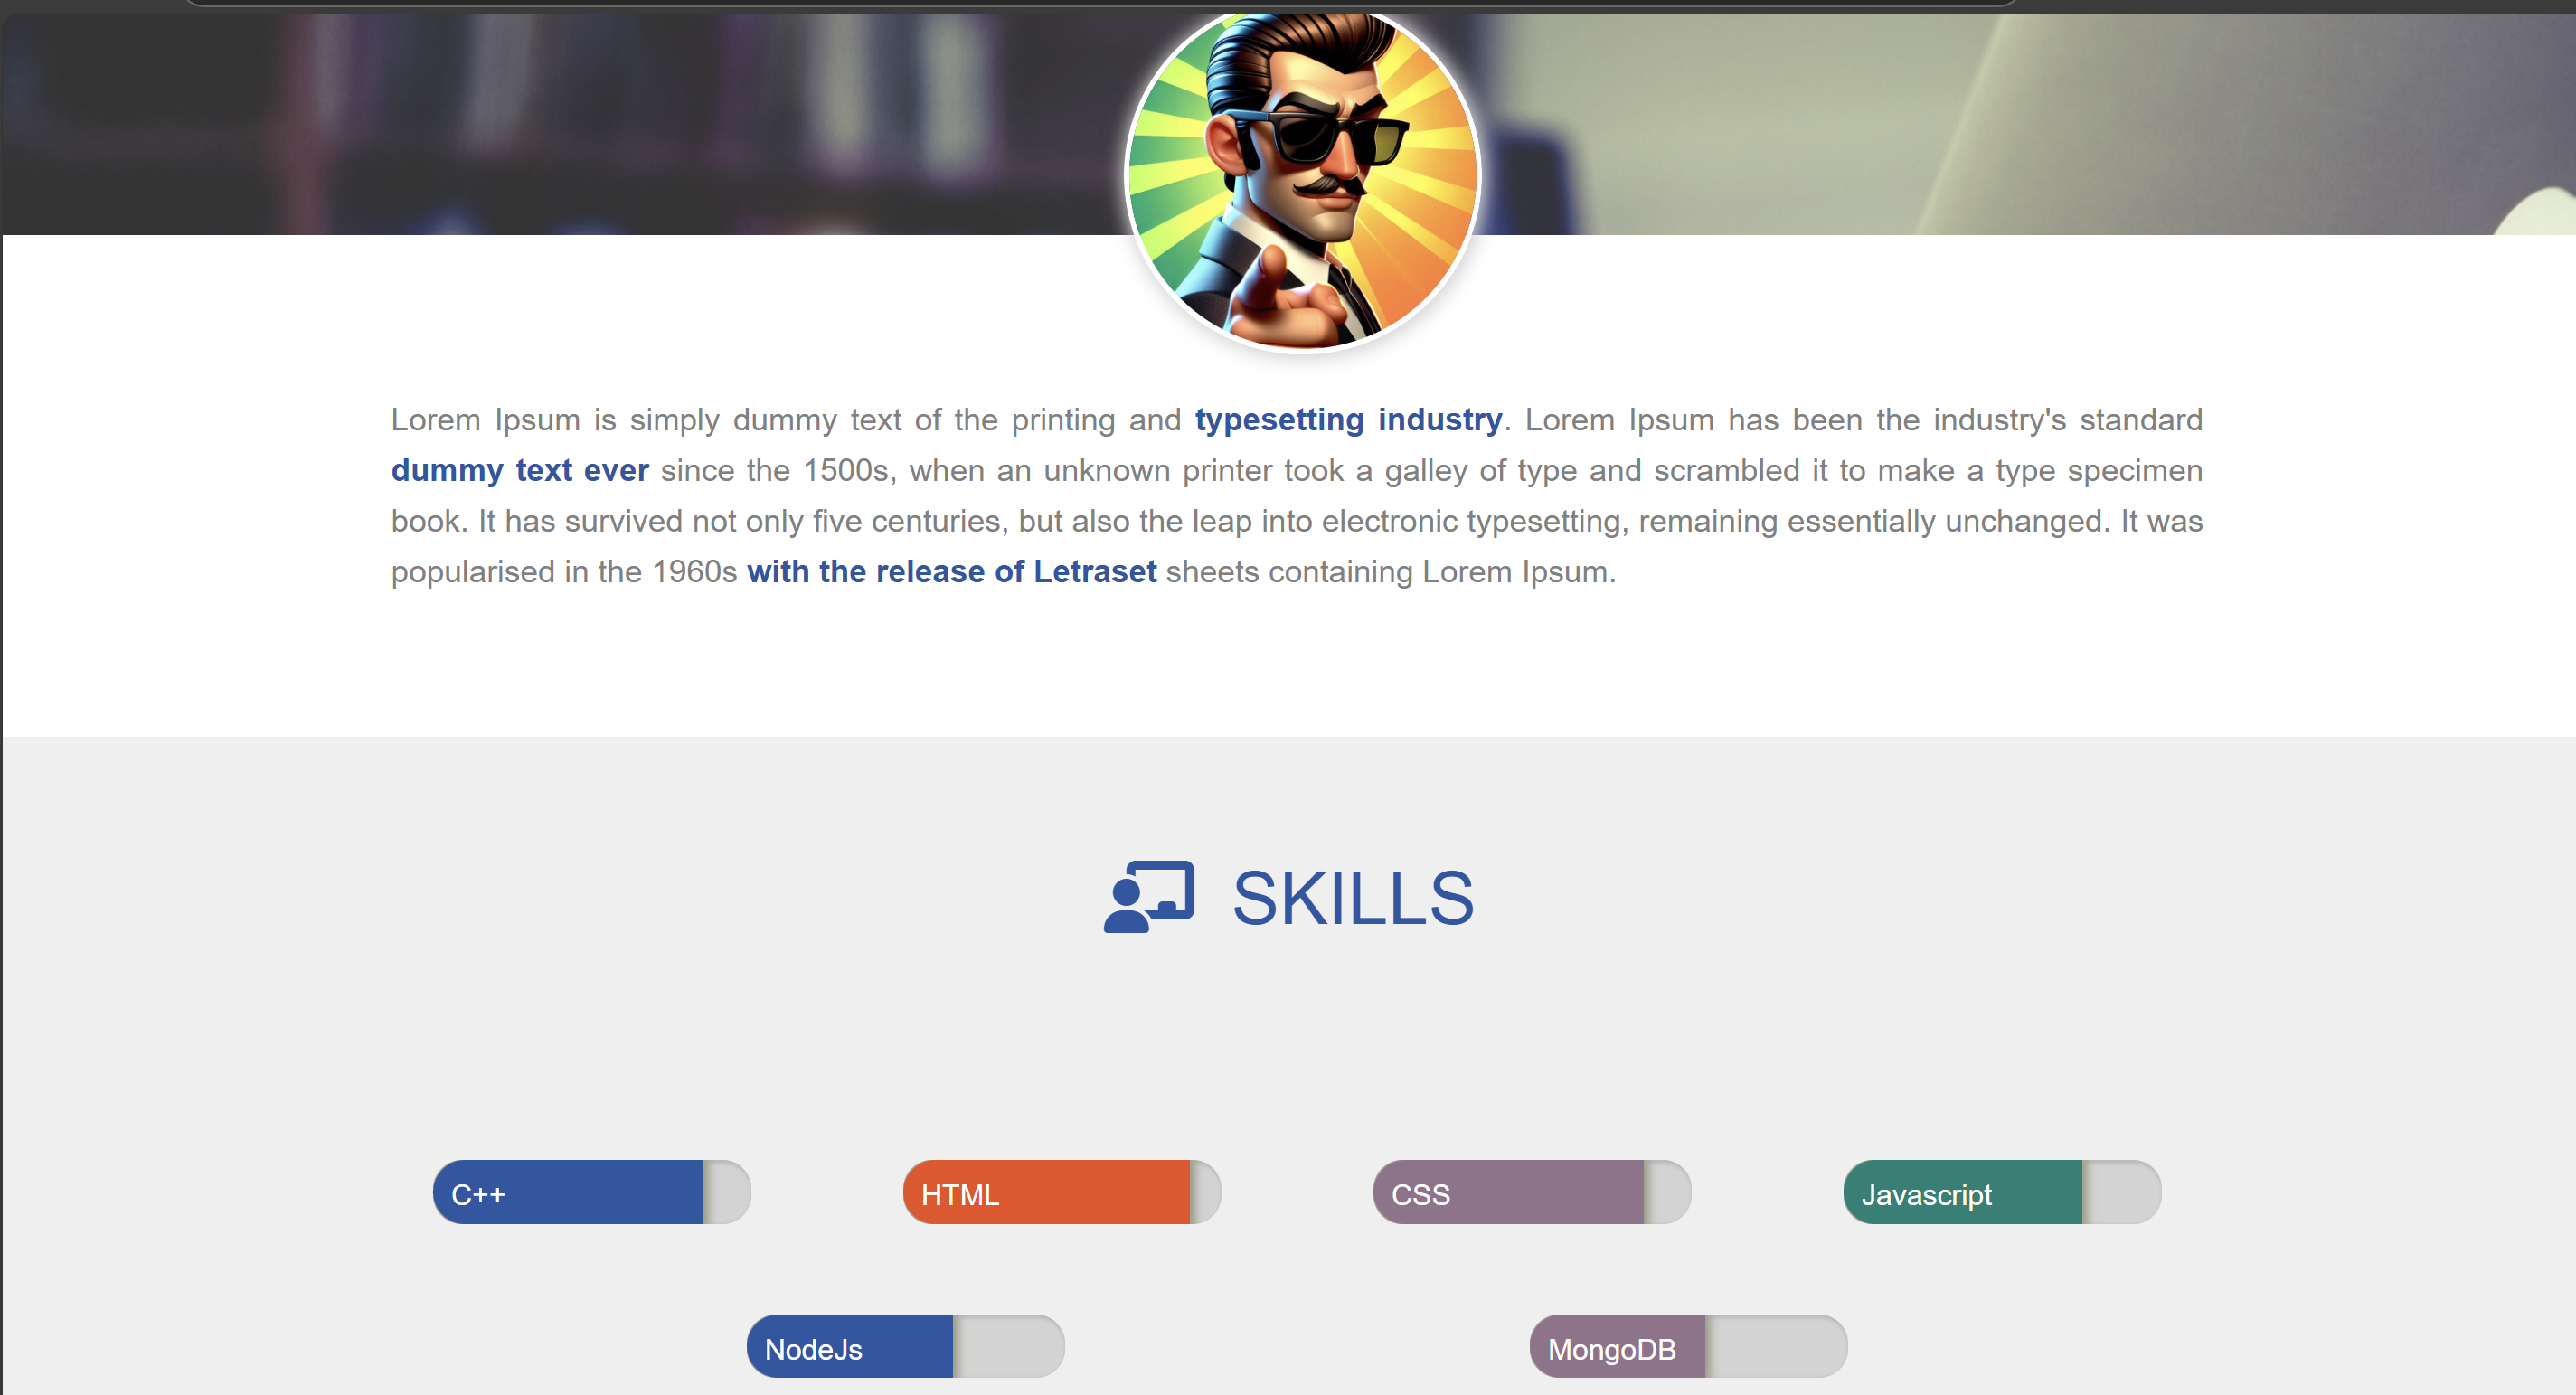 Lorem Ipsum is simply dummy text of the printing and typesetting industry. Lorem Ipsum has been the industry's standard
dummy text ever since the 1500s, when an unknown printer took a galley of type and scrambled it to make a type specimen
book. It has survived not only five centuries, but also the leap into electronic typesetting, remaining essentially unchanged. It was
popularised in the 1960s with the release of Letraset sheets containing Lorem Ipsum.
SKILLS
C++
HTML
CSS
Javascript
NodeJs
MongoDB